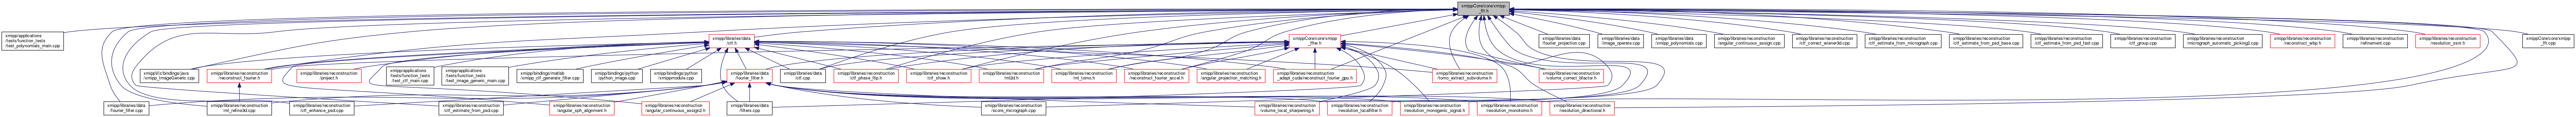 xmippCore/core/xmipp
_fft.h
xmipp/applications
/tests/function_tests
/test_polynomials_main.cpp
xmipp/libraries/data
/ctf.h
xmippCore/core/xmipp
_fftw.h
xmipp/libraries/data
/fourier_projection.cpp
xmipp/libraries/data
/image_operate.cpp
xmipp/libraries/data
/xmipp_polynomials.cpp
xmipp/libraries/reconstruction
/angular_continuous_assign.cpp
xmipp/libraries/reconstruction
/ctf_correct_wiener3d.cpp
xmipp/libraries/reconstruction
/ctf_estimate_from_micrograph.cpp
xmipp/libraries/reconstruction
/ctf_estimate_from_psd_base.cpp
xmipp/libraries/reconstruction
/ctf_estimate_from_psd_fast.cpp
xmipp/libraries/reconstruction
/ctf_group.cpp
xmipp/libraries/reconstruction
/micrograph_automatic_picking2.cpp
xmipp/libraries/reconstruction
/reconstruct_wbp.h
xmipp/libraries/reconstruction
/refinement.cpp
xmipp/libraries/reconstruction
/resolution_ssnr.h
xmippCore/core/xmipp
_fft.cpp
xmipp/bindings/java
/xmipp_ImageGeneric.cpp
xmipp/libraries/reconstruction
/reconstruct_fourier.h
xmipp/libraries/reconstruction
/project.h
xmipp/applications
/tests/function_tests
/test_ctf_main.cpp
xmipp/applications
/tests/function_tests
/test_image_generic_main.cpp
xmipp/bindings/matlab
/xmipp_ctf_generate_filter.cpp
xmipp/bindings/python
/python_image.cpp
xmipp/bindings/python
/xmippmodule.cpp
xmipp/libraries/data
/fourier_filter.h
xmipp/libraries/data
/ctf.cpp
xmipp/libraries/reconstruction
/ctf_phase_flip.h
xmipp/libraries/reconstruction
/ctf_show.h
xmipp/libraries/reconstruction
/ml2d.h
xmipp/libraries/reconstruction
/ml_tomo.h
xmipp/libraries/reconstruction
/reconstruct_fourier_accel.h
xmipp/libraries/reconstruction
/angular_projection_matching.h
xmipp/libraries/reconstruction
_adapt_cuda/reconstruct_fourier_gpu.h
xmipp/libraries/reconstruction
/tomo_extract_subvolume.h
xmipp/libraries/reconstruction
/volume_correct_bfactor.h
xmipp/libraries/data
/fourier_filter.cpp
xmipp/libraries/reconstruction
/ml_refine3d.cpp
xmipp/libraries/reconstruction
/ctf_enhance_psd.cpp
xmipp/libraries/reconstruction
/ctf_estimate_from_psd.cpp
xmipp/libraries/reconstruction
/angular_sph_alignment.h
xmipp/libraries/reconstruction
/angular_continuous_assign2.h
xmipp/libraries/data
/filters.cpp
xmipp/libraries/reconstruction
/score_micrograph.cpp
xmipp/libraries/reconstruction
/volume_local_sharpening.h
xmipp/libraries/reconstruction
/resolution_localfilter.h
xmipp/libraries/reconstruction
/resolution_monogenic_signal.h
xmipp/libraries/reconstruction
/resolution_monotomo.h
xmipp/libraries/reconstruction
/resolution_directional.h